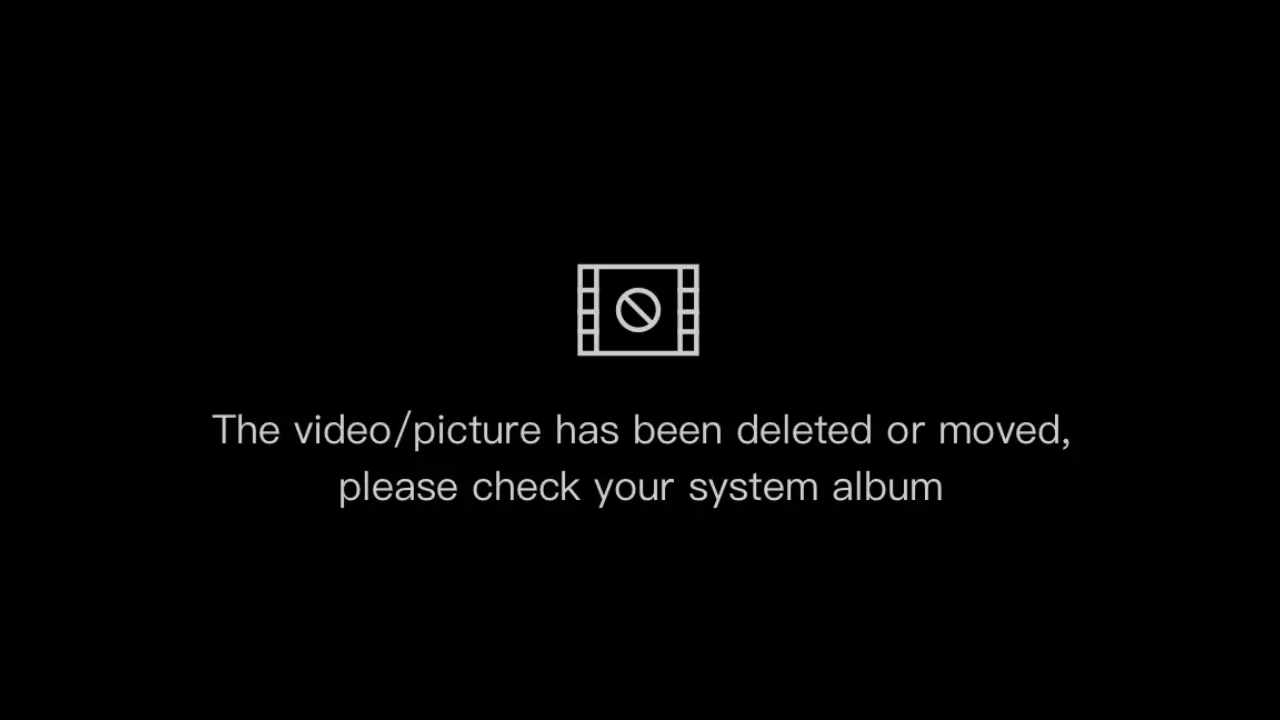 The video/picture has been deleted or moved,
please check your system album